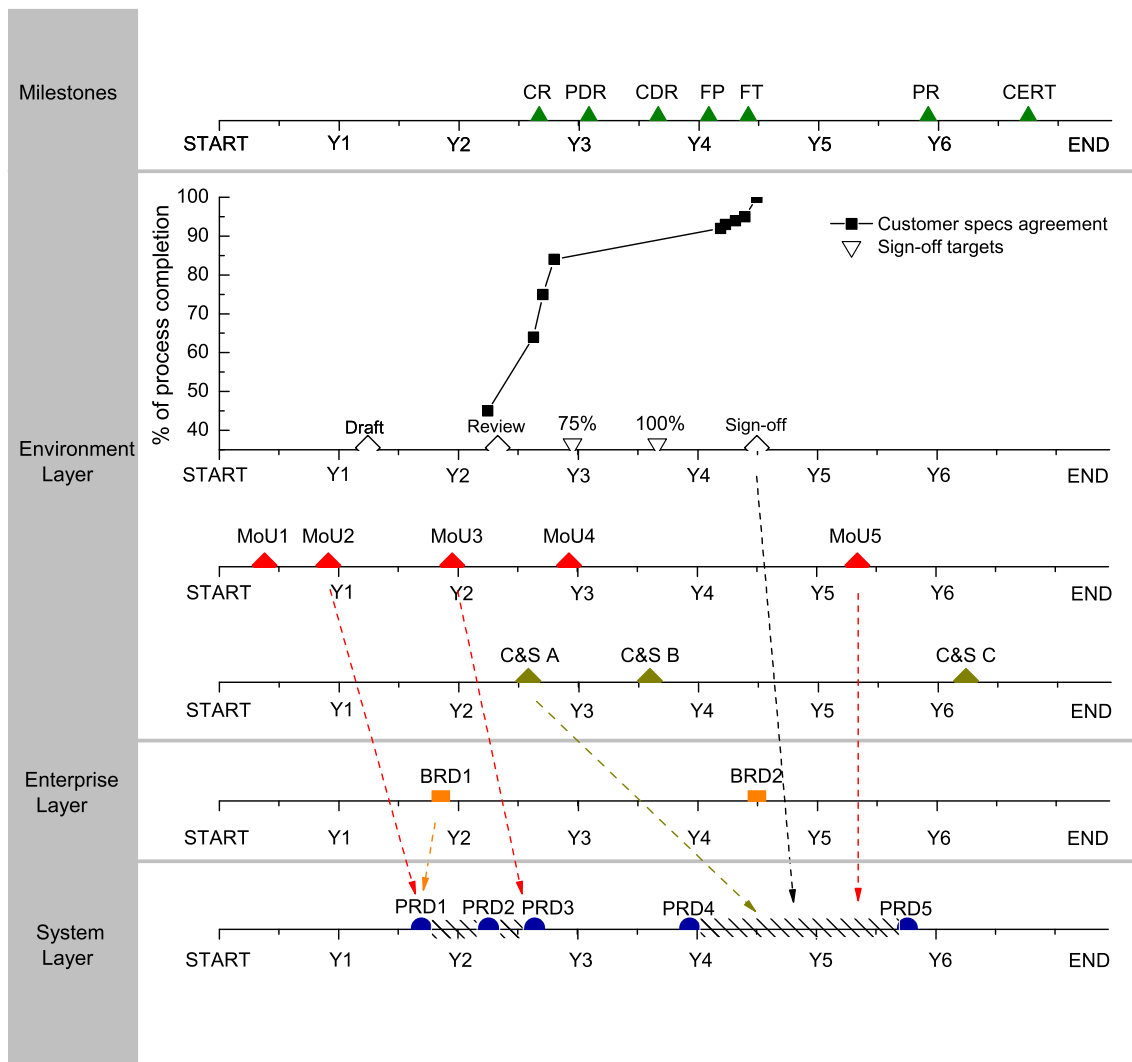 Milestones
CR PDR CDR FP FT PR CERT
START Y1 Y2 Y3 Y4 Y5 Y6 END
Environment
Layer
% of process completion
100
90
80
70
60
50
40
Customer specs agreement
Sign-off targets
Draft Review 75% 100% Sign-off
START Y1 Y2 Y3 Y4 Y5 Y6 END
MoU1 MoU2 MoU3 MoU4 MoU5
START Y1 Y2 Y3 Y4 Y5 Y6 END
C&S A C&S B C&S C
START Y1 Y2 Y3 Y4 Y5 Y6 END
Enterprise
Layer
BRD1 BRD2
START Y1 Y2 Y3 Y4 Y5 Y6 END
System
Layer
PRD1 PRD2 PRD3 PRD4 PRD5
START Y1 Y2 Y3 Y4 Y5 Y6 END